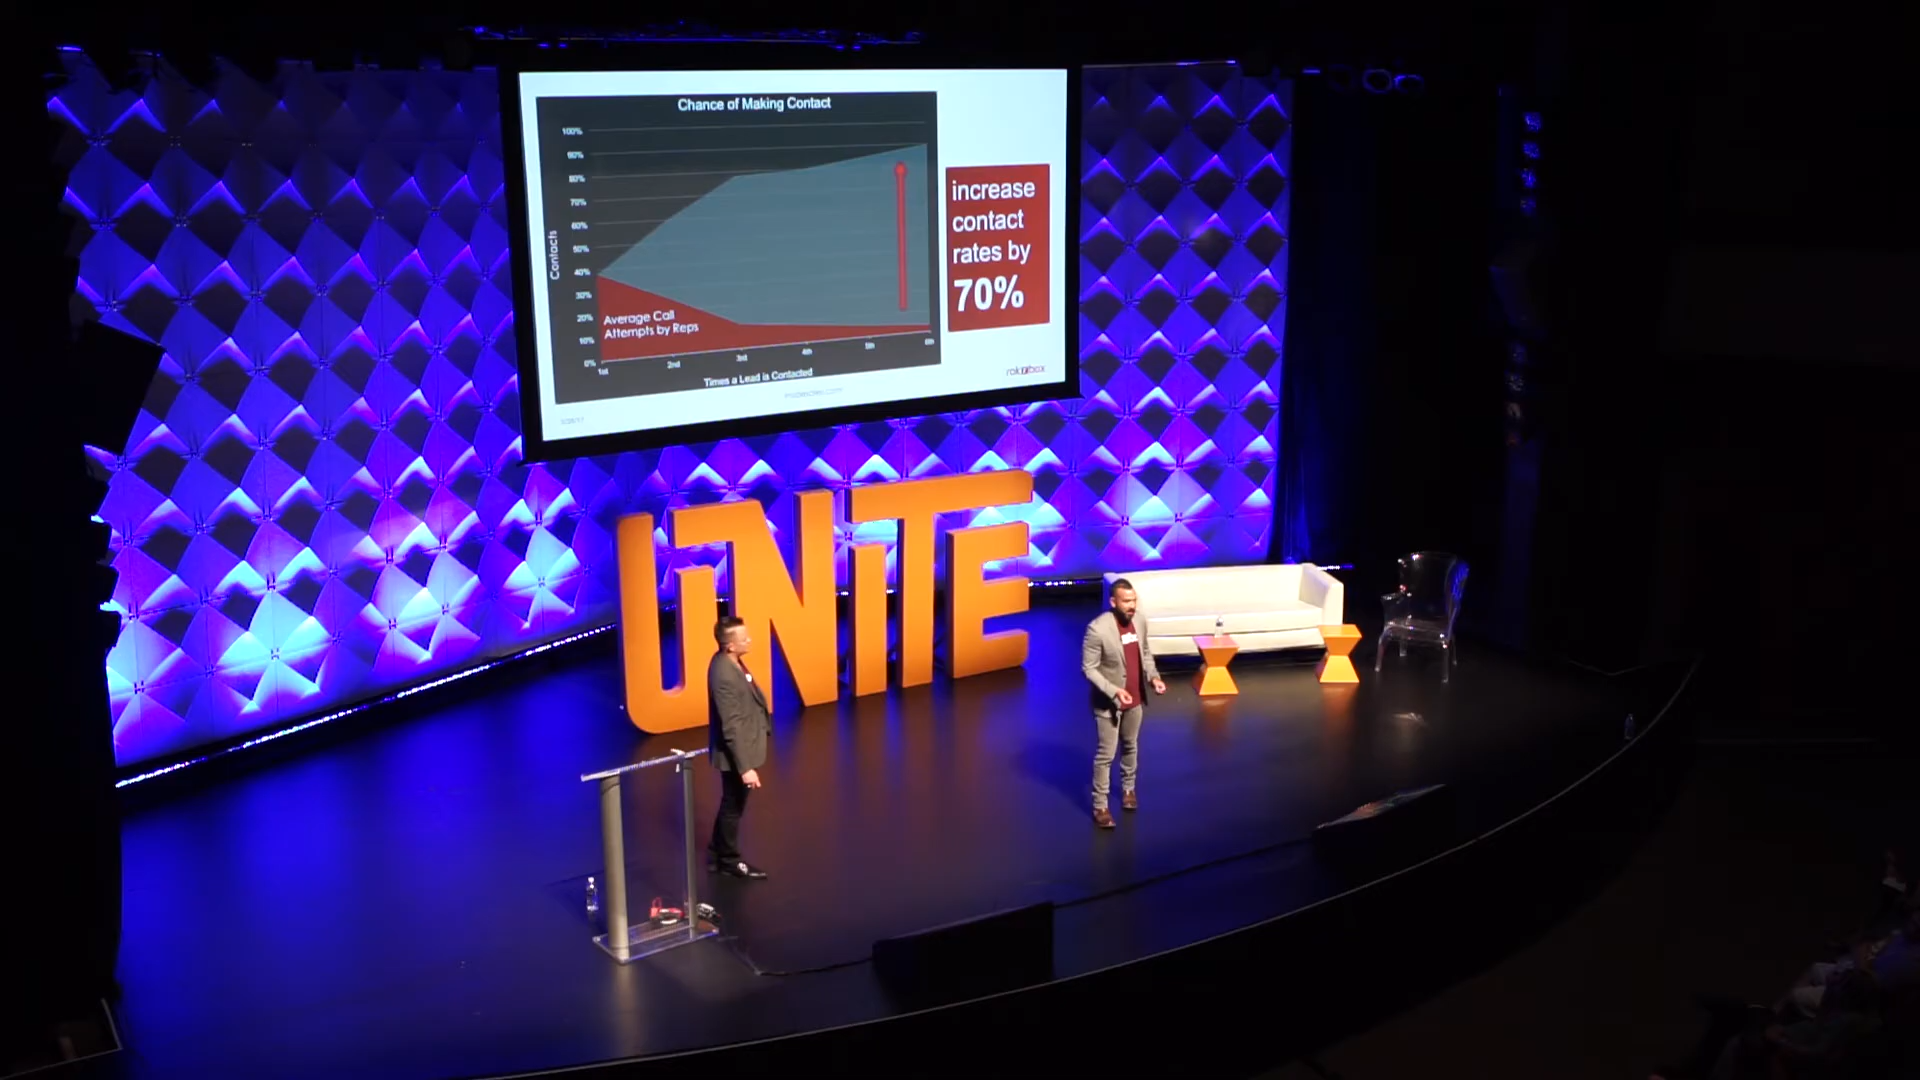 Chance of Making Contact
100%
90%
80%
70%
60%
50%
40%
30%
20%
10%
0%
Contacts
Average Call
Attempts by Reps
1st
2nd
3rd
4th
5th
6th
Times a Lead is Contacted
increase
contact
rates by
70%
rokrbox
UNITE